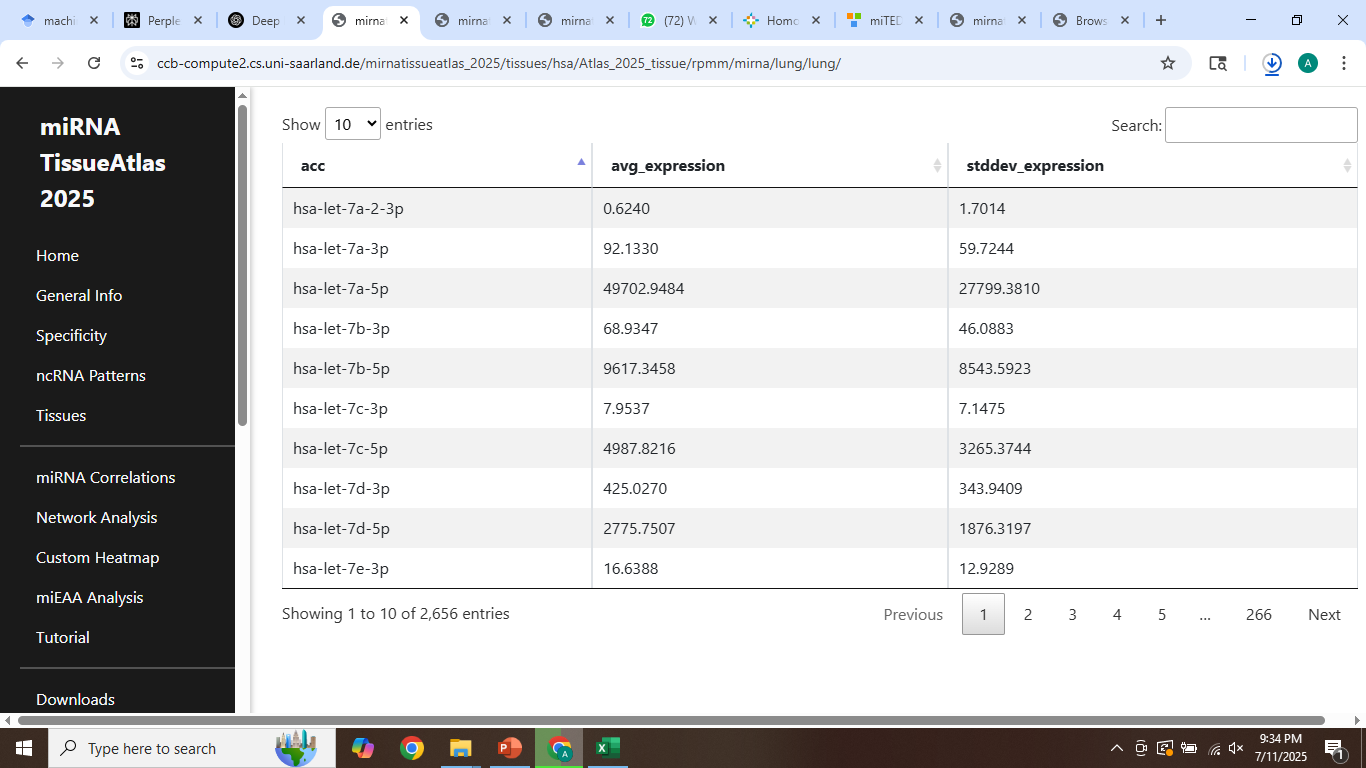 machi
Perple
Deep
mirna
mirna
mirna
(72) W
Homo
miTED
mirna
Brows
ccb-compute2.cs.uni-saarland.de/mirnatissueatlas_2025/tissues/hsa/Atlas_2025_tissue/rpmm/mirna/lung/lung/
A
miRNA
TissueAtlas
2025
Home
General Info
Specificity
ncRNA Patterns
Tissues
miRNA Correlations
Network Analysis
Custom Heatmap
miEAA Analysis
Tutorial
Downloads
Show 10 entries
Search:
acc avg_expression stddev_expression
hsa-let-7a-2-3p 0.6240 1.7014
hsa-let-7a-3p 92.1330 59.7244
hsa-let-7a-5p 49702.9484 27799.3810
hsa-let-7b-3p 68.9347 46.0883
hsa-let-7b-5p 9617.3458 8543.5923
hsa-let-7c-3p 7.9537 7.1475
hsa-let-7c-5p 4987.8216 3265.3744
hsa-let-7d-3p 425.0270 343.9409
hsa-let-7d-5p 2775.7507 1876.3197
hsa-let-7e-3p 16.6388 12.9289
Showing 1 to 10 of 2,656 entries
Previous 1 2 3 4 5 ... 266 Next
Type here to search
9:34 PM
7/11/2025
1